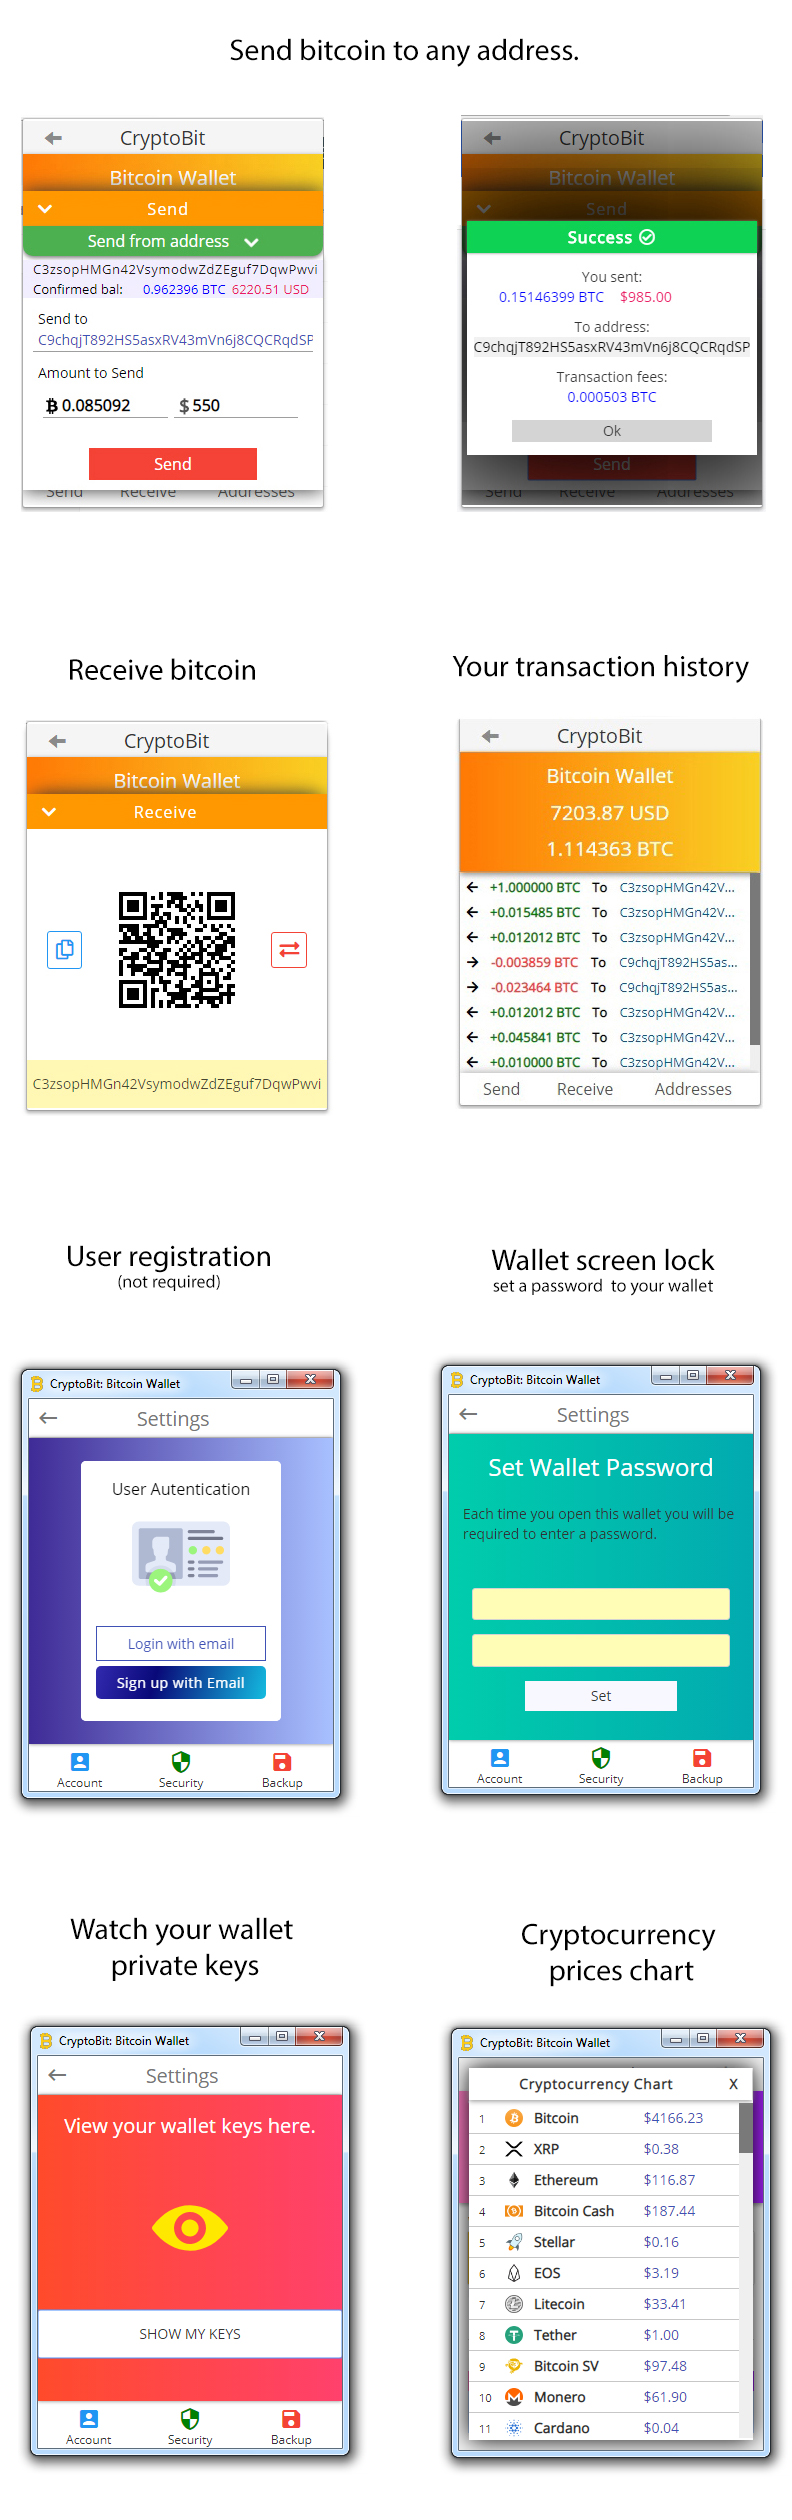 Send bitcoin to any address.
CryptoBit
Bitcoin Wallet
Send
Send from address
C3zsopHMGn42VsymodwZdZEguf7DqwPwvi
Confirmed bal: 0.962396 BTC 6220.51 USD
Send to
C9chqjT892HS5asxRV43mVn6j8CQCRqdSP
Amount to Send
0.085092 $ 550
Send
Send Receive Addresses
CryptoBit
Bitcoin Wallet
Send
Success
You sent:
0.15146399 BTC $985.00
To address:
C9chqjT892HS5asxRV43mVn6j8CQCRqdSP
Transaction fees:
0.000503 BTC
Ok
Send
Send Receive Addresses
Receive bitcoin
CryptoBit
Bitcoin Wallet
Receive
C3zsopHMGn42VsymodwZdZEguf7DqwPwvi
Your transaction history
CryptoBit
Bitcoin Wallet
7203.87 USD
1.114363 BTC
+1.000000 BTC To C3zsopHMGn42V...
+0.015485 BTC To C3zsopHMGn42V...
+0.012012 BTC To C3zsopHMGn42V...
-0.003859 BTC To C9chqjT892HS5as...
-0.023464 BTC To C9chqjT892HS5as...
+0.012012 BTC To C3zsopHMGn42V...
+0.045841 BTC To C3zsopHMGn42V...
+0.010000 BTC To C3zsopHMGn42V...
Send Receive Addresses
User registration
(not required)
CryptoBit: Bitcoin Wallet
Settings
User Autentication
Login with email
Sign up with Email
Account Security Backup
Wallet screen lock
set a password to your wallet
CryptoBit: Bitcoin Wallet
Settings
Set Wallet Password
Each time you open this wallet you will be
required to enter a password.
Set
Account Security Backup
Watch your wallet
private keys
CryptoBit: Bitcoin Wallet
Settings
View your wallet keys here.
SHOW MY KEYS
Account Security Backup
Cryptocurrency
prices chart
CryptoBit: Bitcoin Wallet
Cryptocurrency Chart X
1 Bitcoin $4166.23
2 XRP $0.38
3 Ethereum $116.87
4 Bitcoin Cash $187.44
5 Stellar $0.16
6 EOS $3.19
7 Litecoin $33.41
8 Tether $1.00
9 Bitcoin SV $97.48
10 Monero $61.90
11 Cardano $0.04